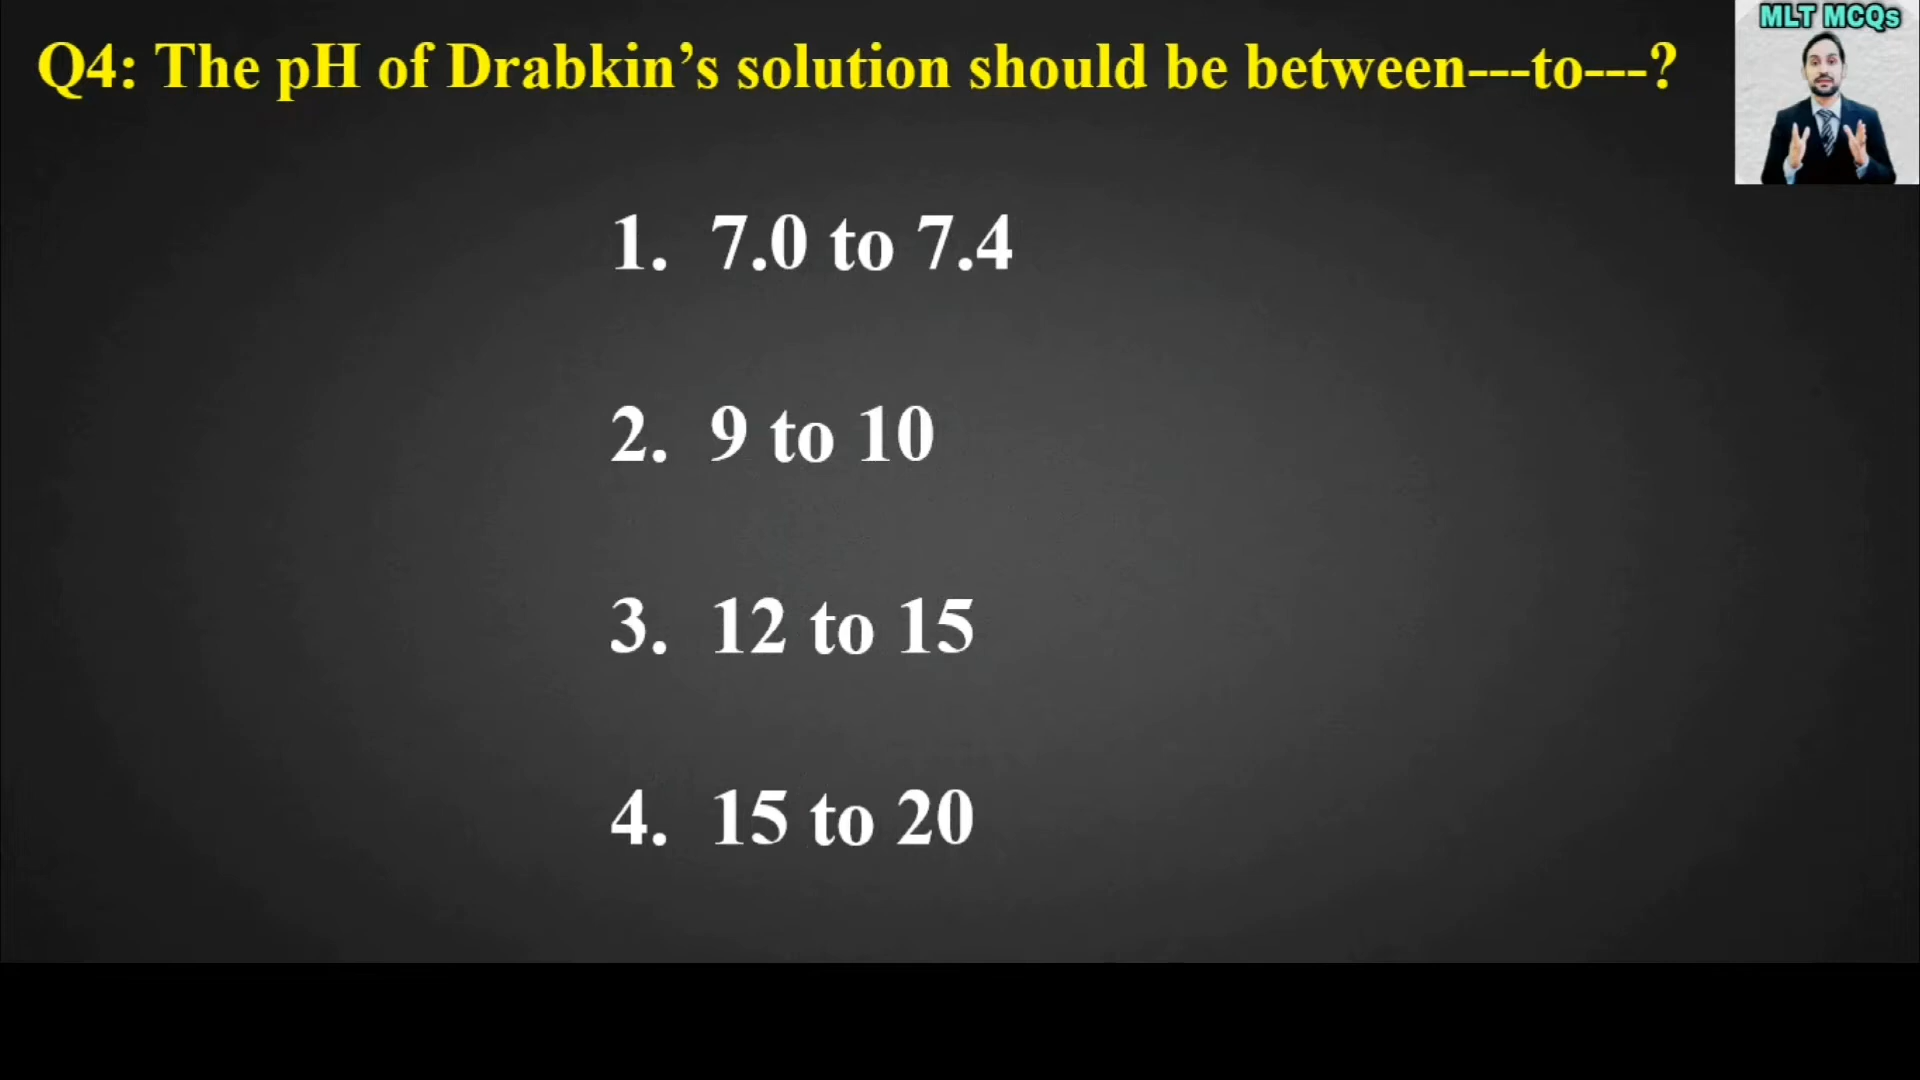 MLT MCQs
Q4: The pH of Drabkin’s solution should be between---to---?
1. 7.0 to 7.4
2. 9 to 10
3. 12 to 15
4. 15 to 20